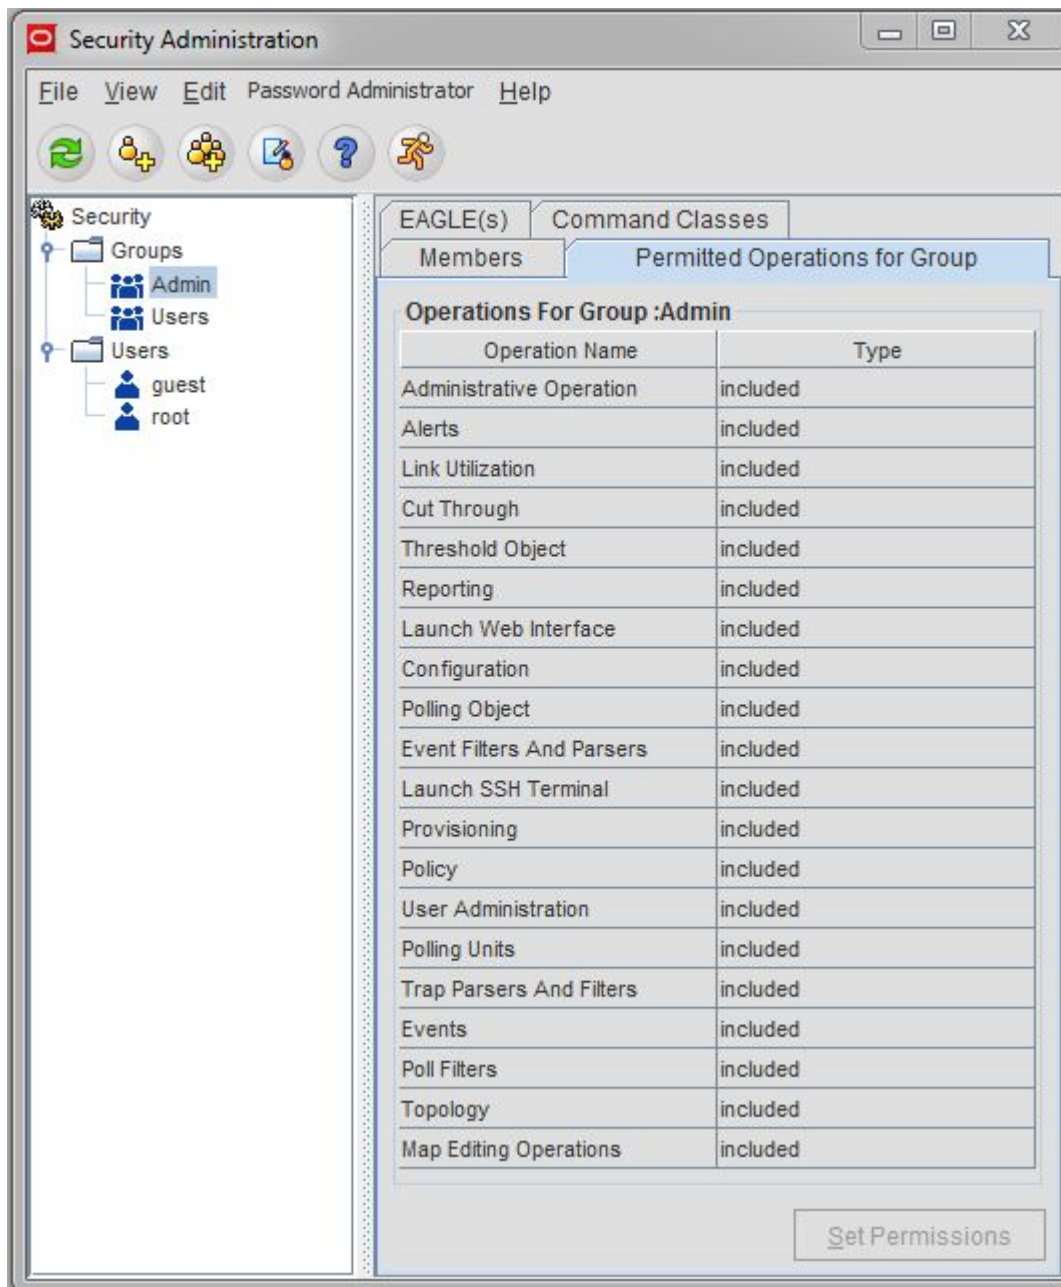 Security Administration
File View Edit Password Administrator Help
Security
Groups
Admin
Users
Users
guest
root
EAGLE(s) Command Classes
Members Permitted Operations for Group
Operations For Group :Admin
Operation Name Type
Administrative Operation included
Alerts included
Link Utilization included
Cut Through included
Threshold Object included
Reporting included
Launch Web Interface included
Configuration included
Polling Object included
Event Filters And Parsers included
Launch SSH Terminal included
Provisioning included
Policy included
User Administration included
Polling Units included
Trap Parsers And Filters included
Events included
Poll Filters included
Topology included
Map Editing Operations included
Set Permissions